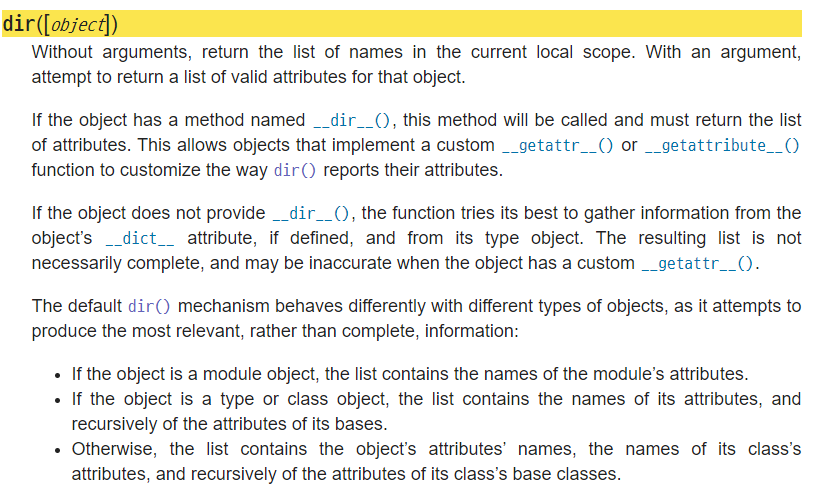 dir([object])
Without arguments, return the list of names in the current local scope. With an argument,
attempt to return a list of valid attributes for that object.
If the object has a method named __dir__(), this method will be called and must return the list
of attributes. This allows objects that implement a custom __getattr__() or __getattribute__()
function to customize the way dir() reports their attributes.
If the object does not provide __dir__(), the function tries its best to gather information from the
object’s __dict__ attribute, if defined, and from its type object. The resulting list is not
necessarily complete, and may be inaccurate when the object has a custom __getattr__().
The default dir() mechanism behaves differently with different types of objects, as it attempts to
produce the most relevant, rather than complete, information:
• If the object is a module object, the list contains the names of the module’s attributes.
• If the object is a type or class object, the list contains the names of its attributes, and
recursively of the attributes of its bases.
• Otherwise, the list contains the object’s attributes’ names, the names of its class’s
attributes, and recursively of the attributes of its class’s base classes.